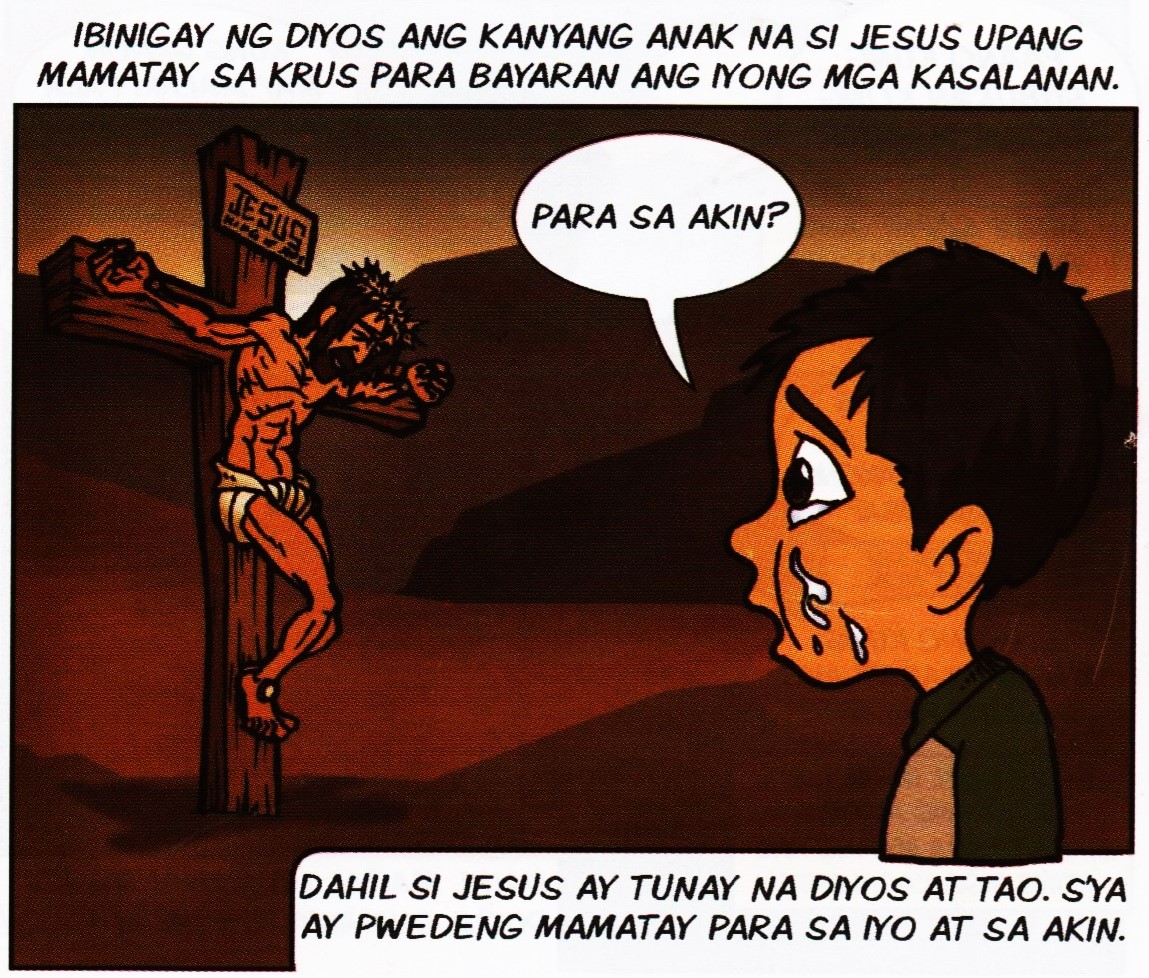 IBINIGAY NG DIYOS ANG KANYANG ANAK NA SI JESUS UPANG
MAMATAY SA KRUS PARA BAYARAN ANG IYONG MGA KASALANAN.
JESUS
PARA SA AKIN?
DAHIL SI JESUS AY TUNAY NA DIYOS AT TAO. S'YA
AY PWEDENG MAMATAY PARA SA IYO AT SA AKIN.